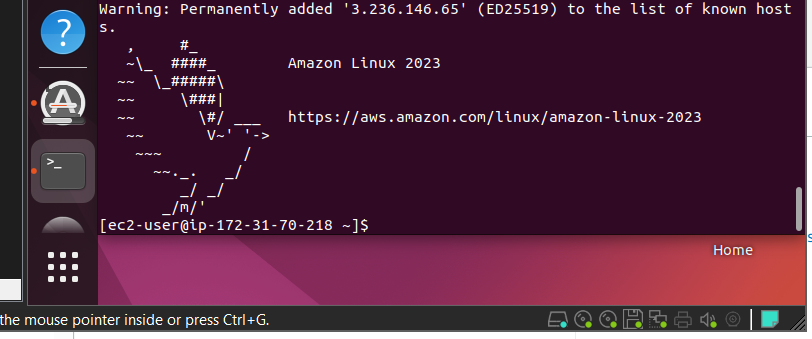 Warning: Permanently added '3.236.146.65' (ED25519) to the list of known host
s.
   ,     #_
   ~\_  ####_        Amazon Linux 2023
  ~~  \_#####\
  ~~     \###|
  ~~       \#/ ___   https://aws.amazon.com/linux/amazon-linux-2023
   ~~       V~' '->
    ~~~         /
      ~~._.   _/
         _/ _/
       _/m/'
[ec2-user@ip-172-31-70-218 ~]$
Home
the mouse pointer inside or press Ctrl+G.